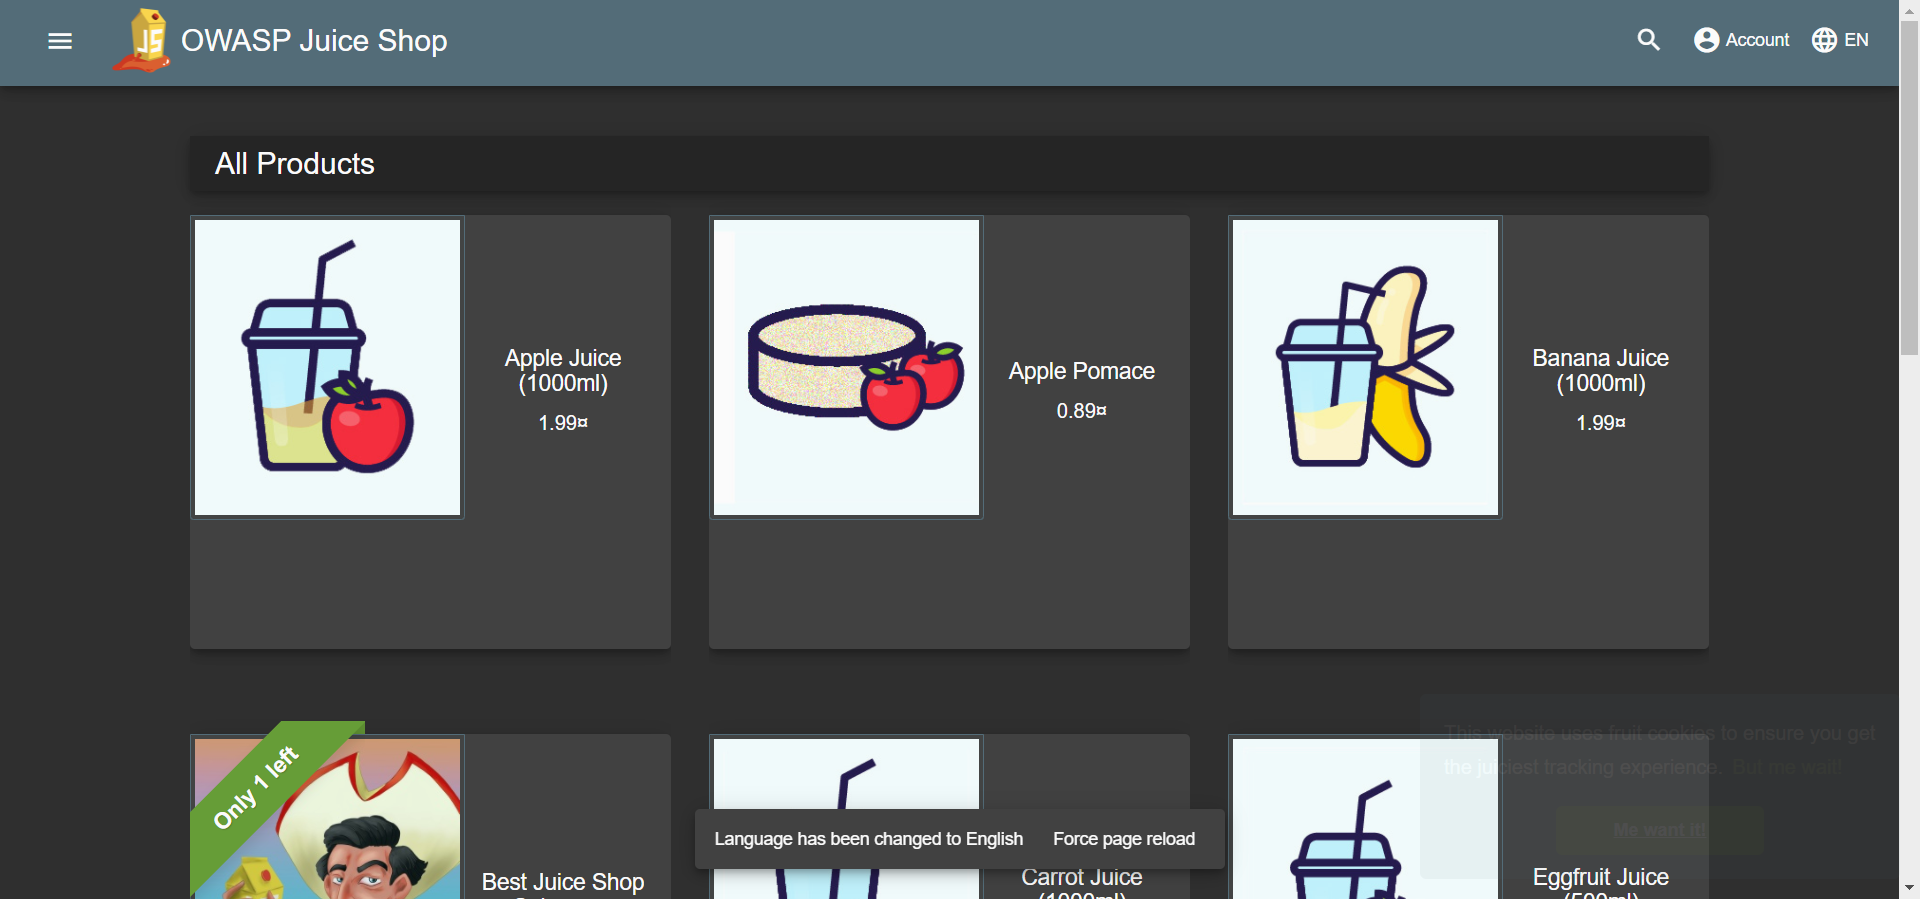 OWASP Juice Shop
Account
EN
All Products
Apple Juice
(1000ml)
1.99¤
Apple Pomace
0.89¤
Banana Juice
(1000ml)
1.99¤
Only 1 left
Best Juice Shop
Carrot Juice
(1000ml)
Eggfruit Juice
(500ml)
This website uses fruit cookies to ensure you get
the juiciest tracking experience. But me wait!
Me want it!
Language has been changed to English Force page reload